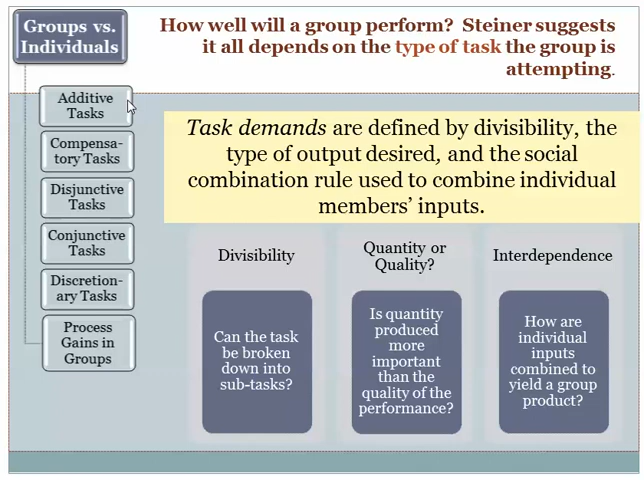 Groups vs.
Individuals
How well will a group perform? Steiner suggests
it all depends on the type of task the group is
attempting.
Additive
Tasks
Compensa-
tory Tasks
Disjunctive
Tasks
Conjunctive
Tasks
Discretion-
ary Tasks
Process
Gains in
Groups
Task demands are defined by divisibility, the
type of output desired, and the social
combination rule used to combine individual
members' inputs.
Divisibility
Can the task
be broken
down into
sub-tasks?
Quantity or
Quality?
Is quantity
produced
more
important
than the
quality of the
performance?
Interdependence
How are
individual
inputs
combined to
yield a group
product?